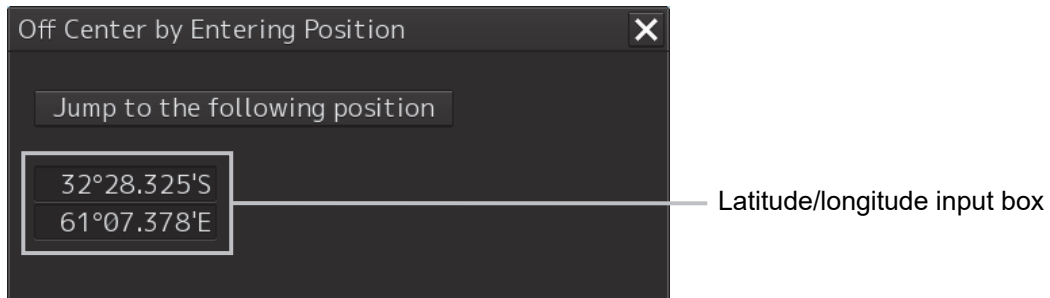 Off Center by Entering Position
Jump to the following position
32°28.325'S
61°07.378'E
Latitude/longitude input box